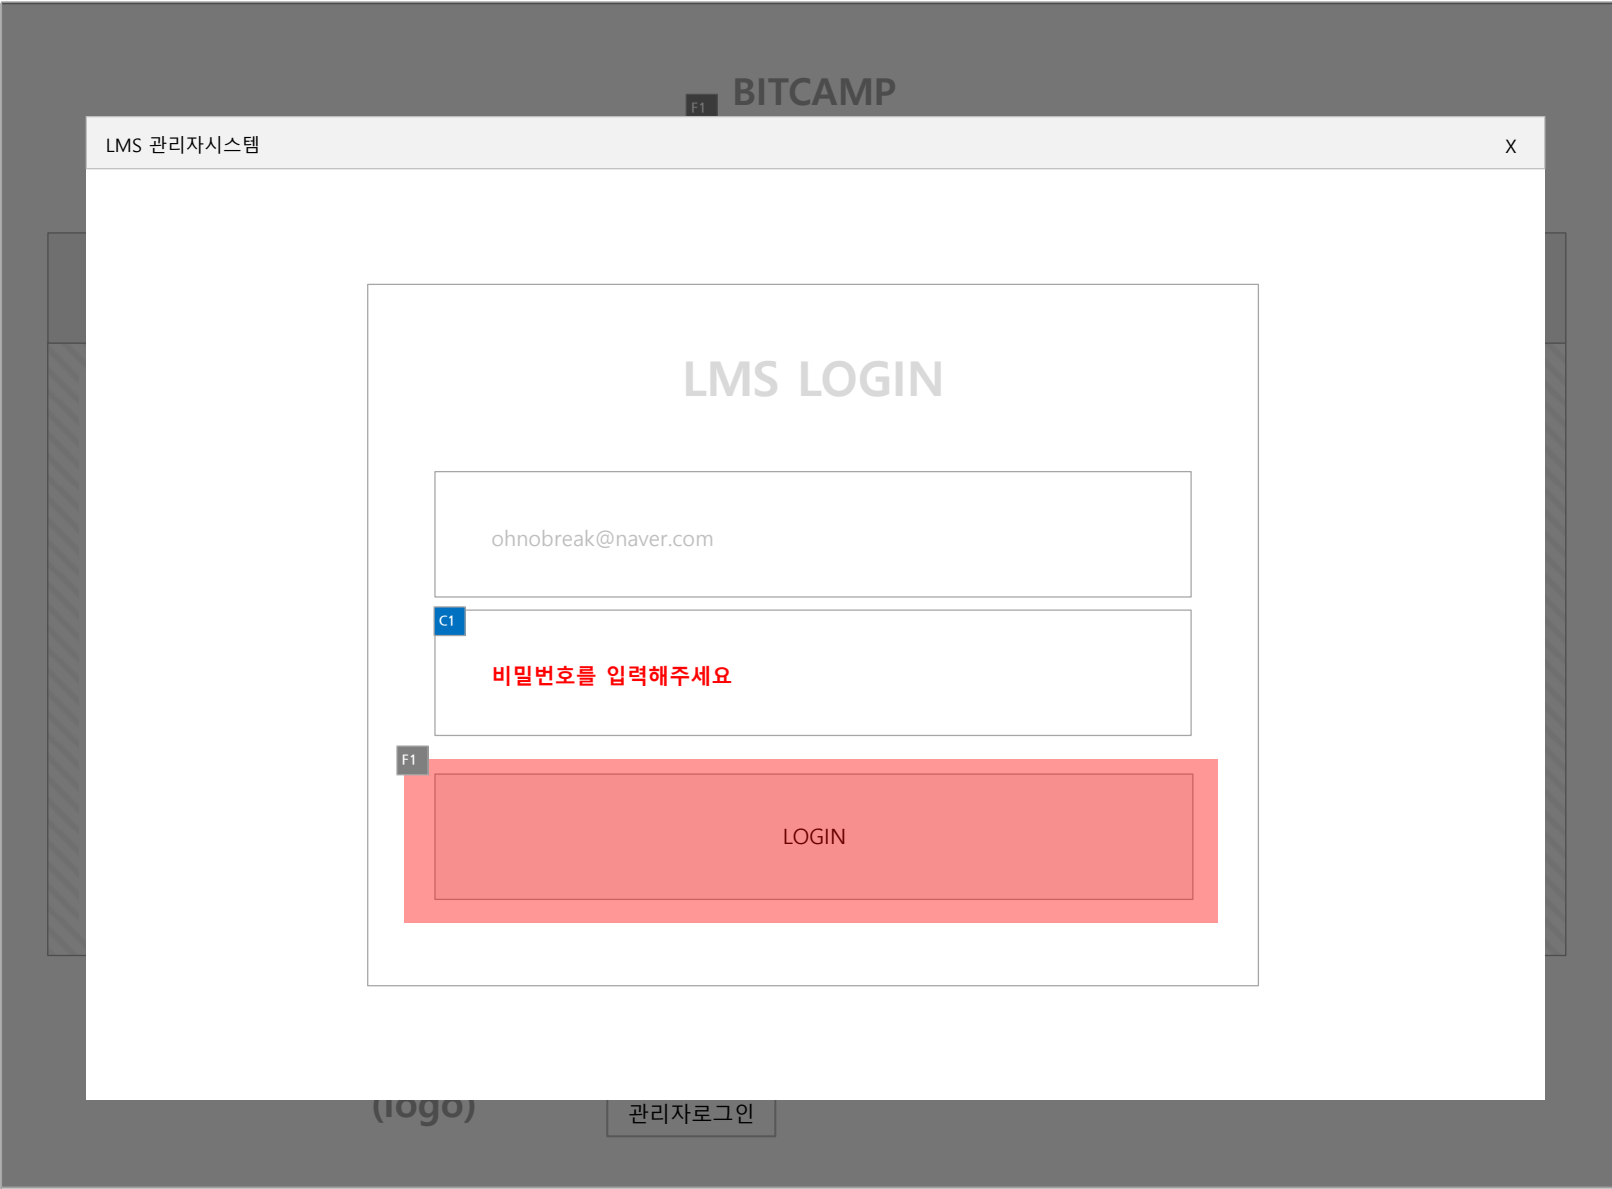 BITCAMP
F1
LMS 관리자시스템
X
LMS LOGIN
ohnobreak@naver.com
C1
비밀번호를 입력해주세요
F1
LOGIN
(logo)
관리자로그인